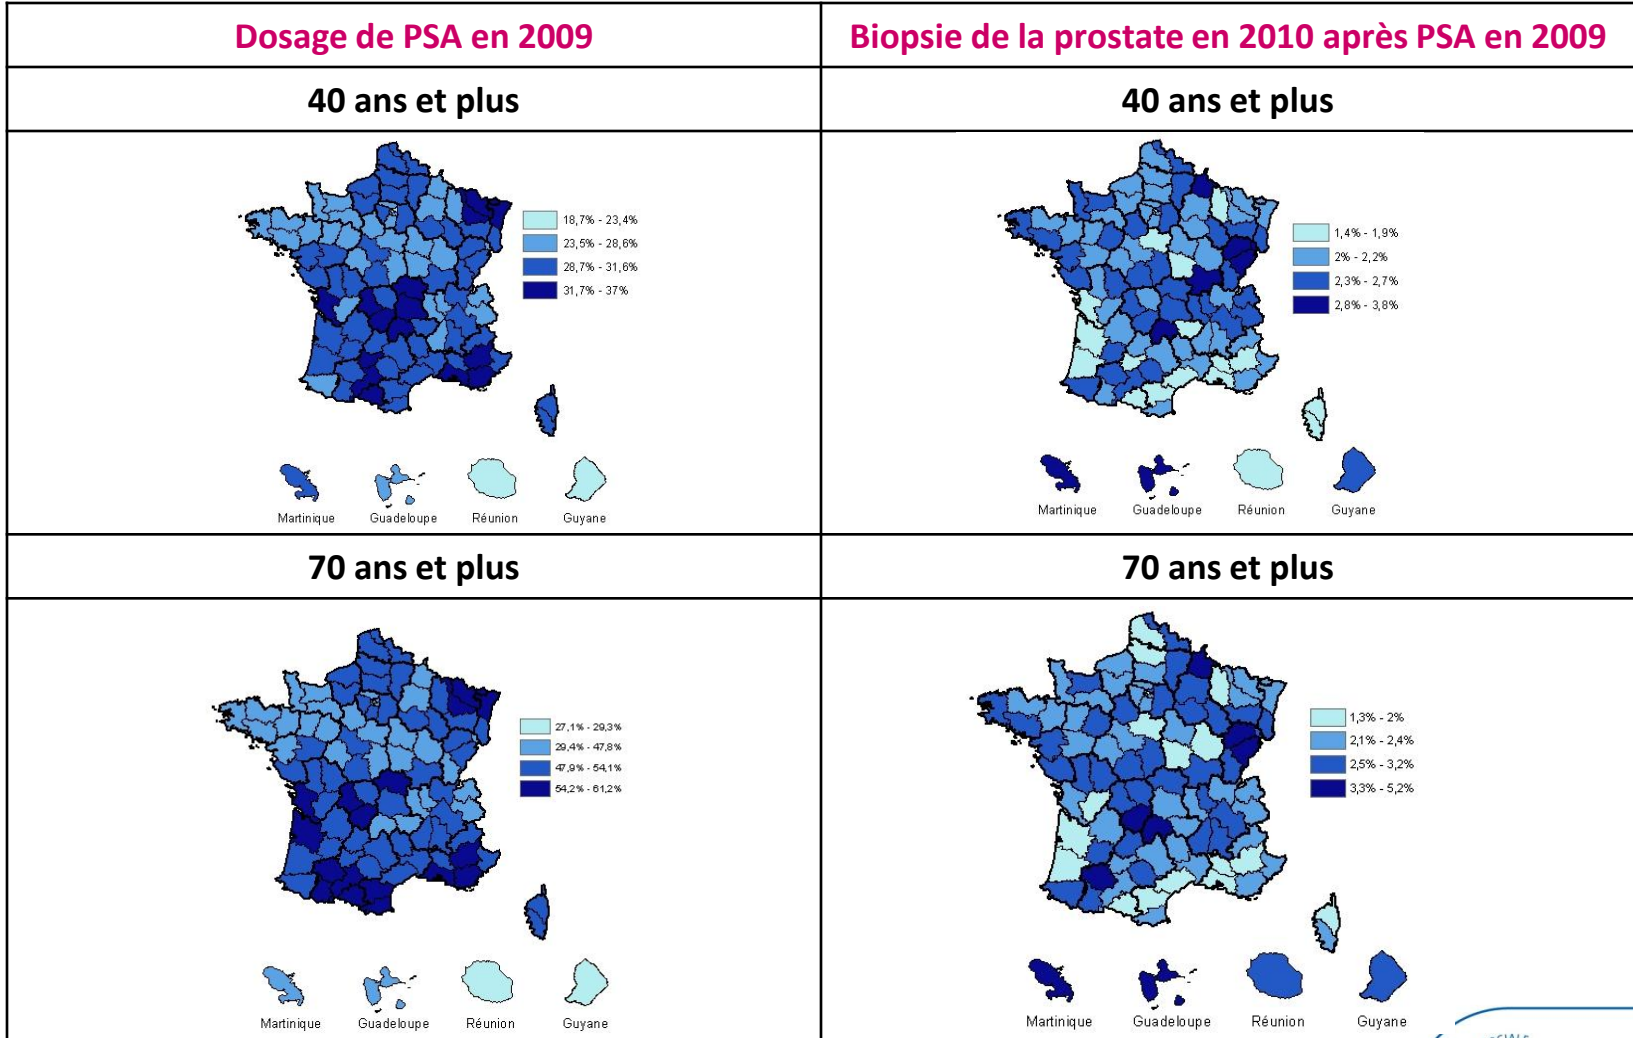 Dosage de PSA en 2009
Biopsie de la prostate en 2010 après PSA en 2009
40 ans et plus
40 ans et plus
18,7% - 23,4%
23,5% - 28,6%
28,7% - 31,6%
31,7% - 37%
Martinique
Guadeloupe
Réunion
Guyane
1,4% - 1,9%
2% - 2,2%
2,3% - 2,7%
2,8% - 3,8%
Martinique
Guadeloupe
Réunion
Guyane
70 ans et plus
70 ans et plus
27,1% - 29,3%
29,4% - 47,8%
47,9% - 54,1%
54,2% - 61,2%
Martinique
Guadeloupe
Réunion
Guyane
1,3% - 2%
2,1% - 2,4%
2,5% - 3,2%
3,3% - 5,2%
Martinique
Guadeloupe
Réunion
Guyane